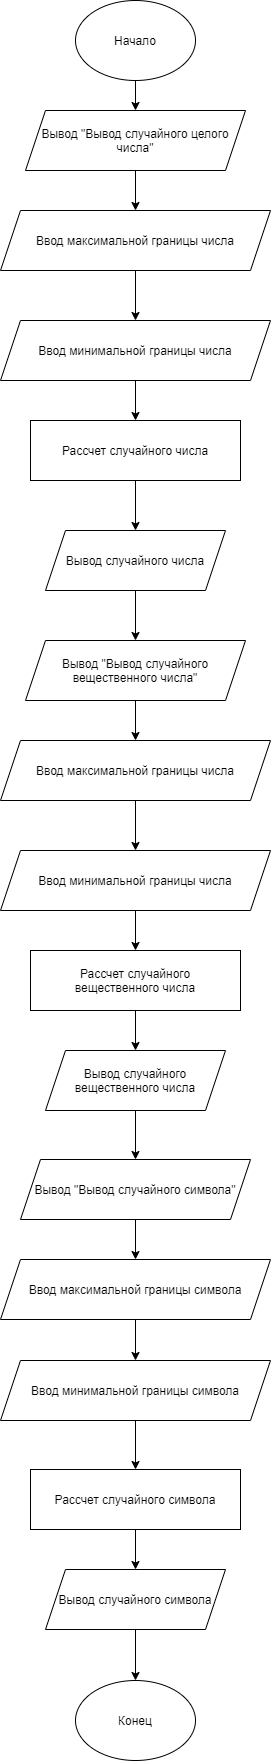 Начало
Вывод "Вывод случайного целого
числа"
Ввод максимальной границы числа
Ввод минимальной границы числа
Рассчет случайного числа
Вывод случайного числа
Вывод "Вывод случайного
вещественного числа"
Ввод максимальной границы числа
Ввод минимальной границы числа
Рассчет случайного
вещественного числа
Вывод случайного
вещественного числа
Вывод "Вывод случайного символа"
Ввод максимальной границы символа
Ввод минимальной границы символа
Рассчет случайного символа
Вывод случайного символа
Конец